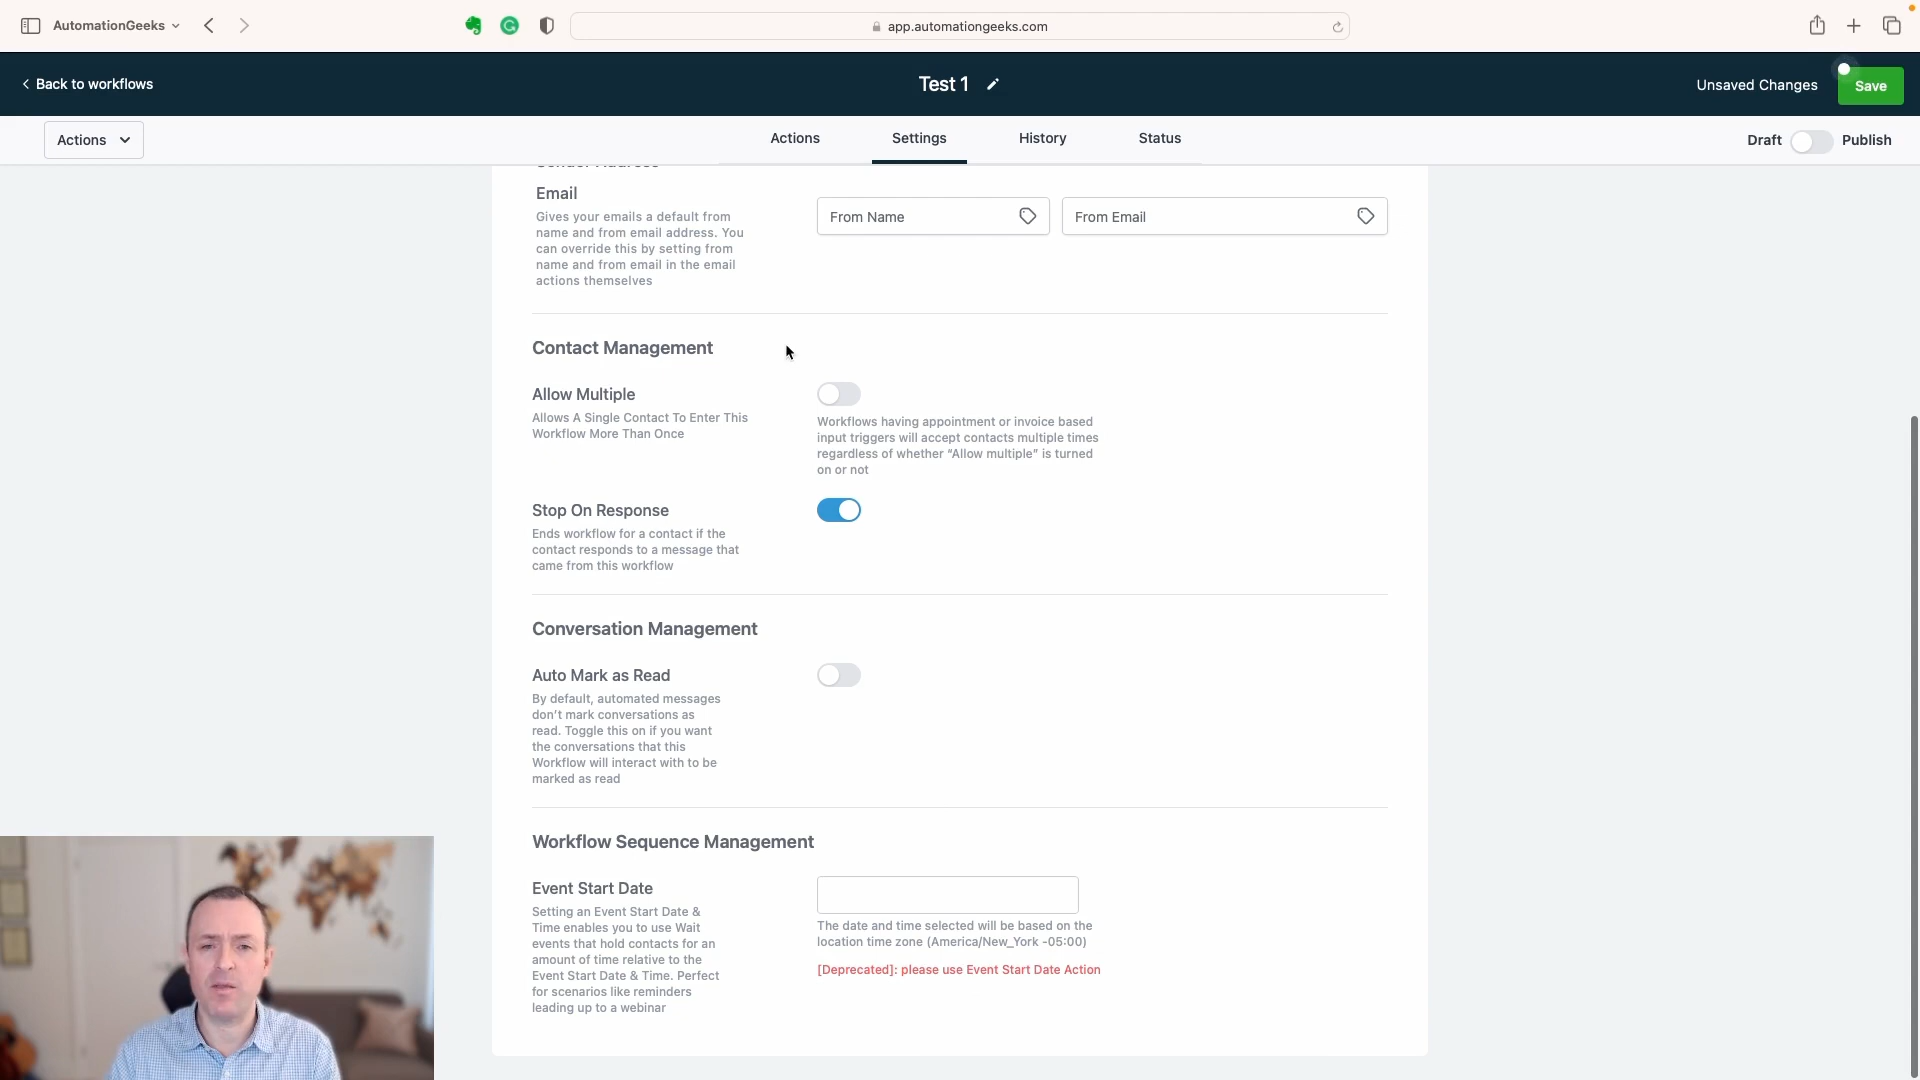 AutomationGeeks
app.automationgeeks.com
Back to workflows
Test 1
Unsaved Changes
Save
Actions
Actions
Settings
History
Status
Draft
Publish
Sender Address
Email
Gives your emails a default from
name and from email address. You
can override this by setting from
name and from email in the email
actions themselves
From Name
From Email
Contact Management
Allow Multiple
Allows A Single Contact To Enter This
Workflow More Than Once
Workflows having appointment or invoice based
input triggers will accept contacts multiple times
regardless of whether "Allow multiple" is turned
on or not
Stop On Response
Ends workflow for a contact if the
contact responds to a message that
came from this workflow
Conversation Management
Auto Mark as Read
By default, automated messages
don't mark conversations as
read. Toggle this on if you want
the conversations that this
Workflow will interact with to be
marked as read
Workflow Sequence Management
Event Start Date
Setting an Event Start Date &
Time enables you to use Wait
events that hold contacts for an
amount of time relative to the
Event Start Date & Time. Perfect
for scenarios like reminders
leading up to a webinar
The date and time selected will be based on the
location time zone (America/New_York -05:00)
[Deprecated]: please use Event Start Date Action